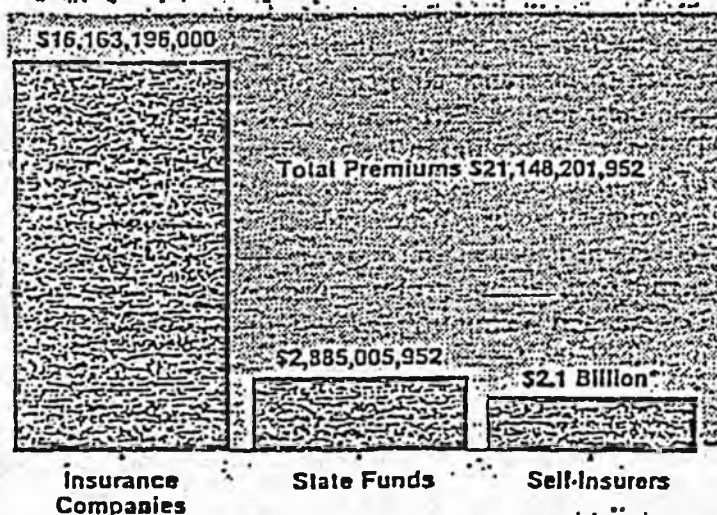 $16,163,196,000
Total Premiums $21,148,201,952
$2,885,005,952
$2.1 Billion*
Insurance
Companies
State Funds
Self-Insurers